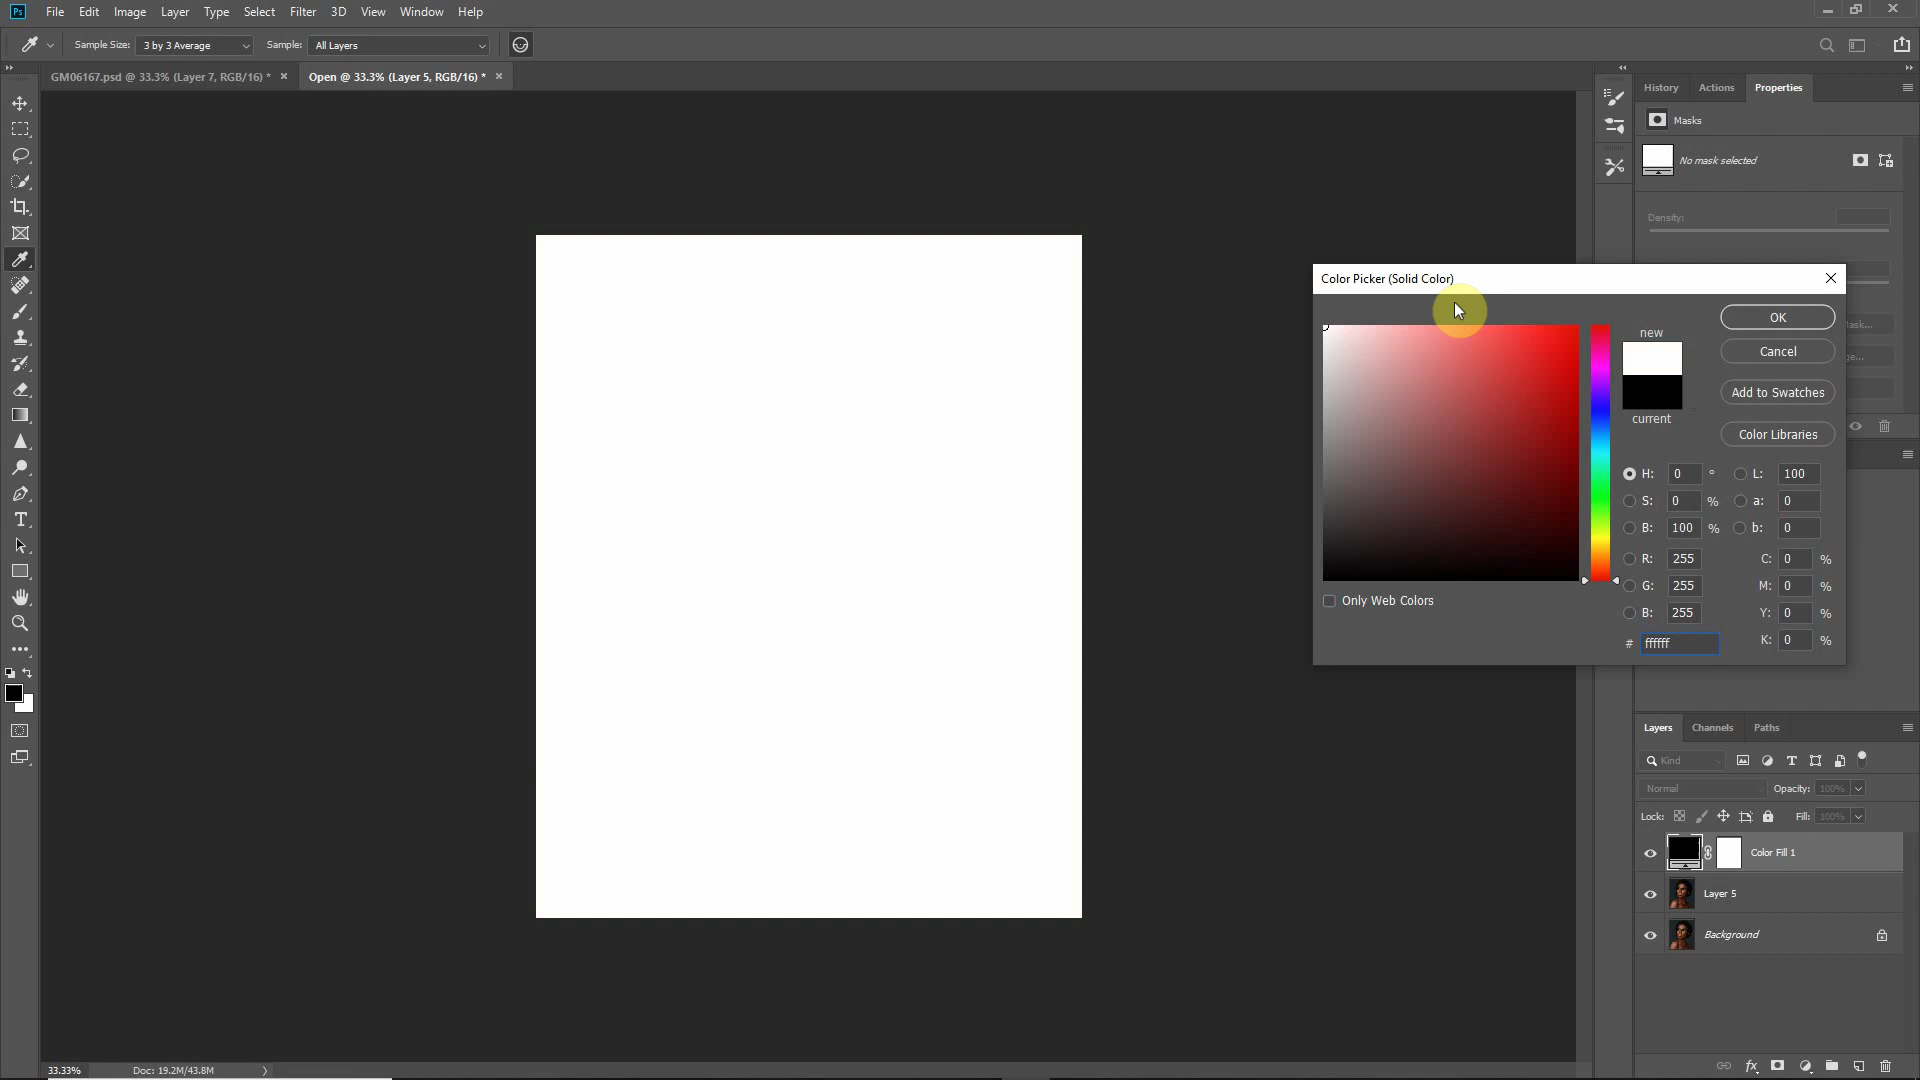 Ps File Edit Image Layer Type Select Filter 3D View Window Help
Sample Size: 3 by 3 Average Sample: All Layers
GM06167.psd @ 33.3% (Layer 7, RGB/16) * Open @ 33.3% (Layer 5, RGB/16) *
History Actions Properties
Masks
No mask selected
Density:
Color Picker (Solid Color)
OK
new
Cancel
Add to Swatches
current
Color Libraries
H: 0 ° L: 100
S: 0 % a: 0
B: 100 % b: 0
R: 255 C: 0 %
G: 255 M: 0 %
Only Web Colors
B: 255 Y: 0 %
# ffffff K: 0 %
Layers Channels Paths
Kind
Normal Opacity: 100%
Lock: Fill: 100%
Color Fill 1
Layer 5
Background
fx
33.33% Doc: 19.2M/43.8M